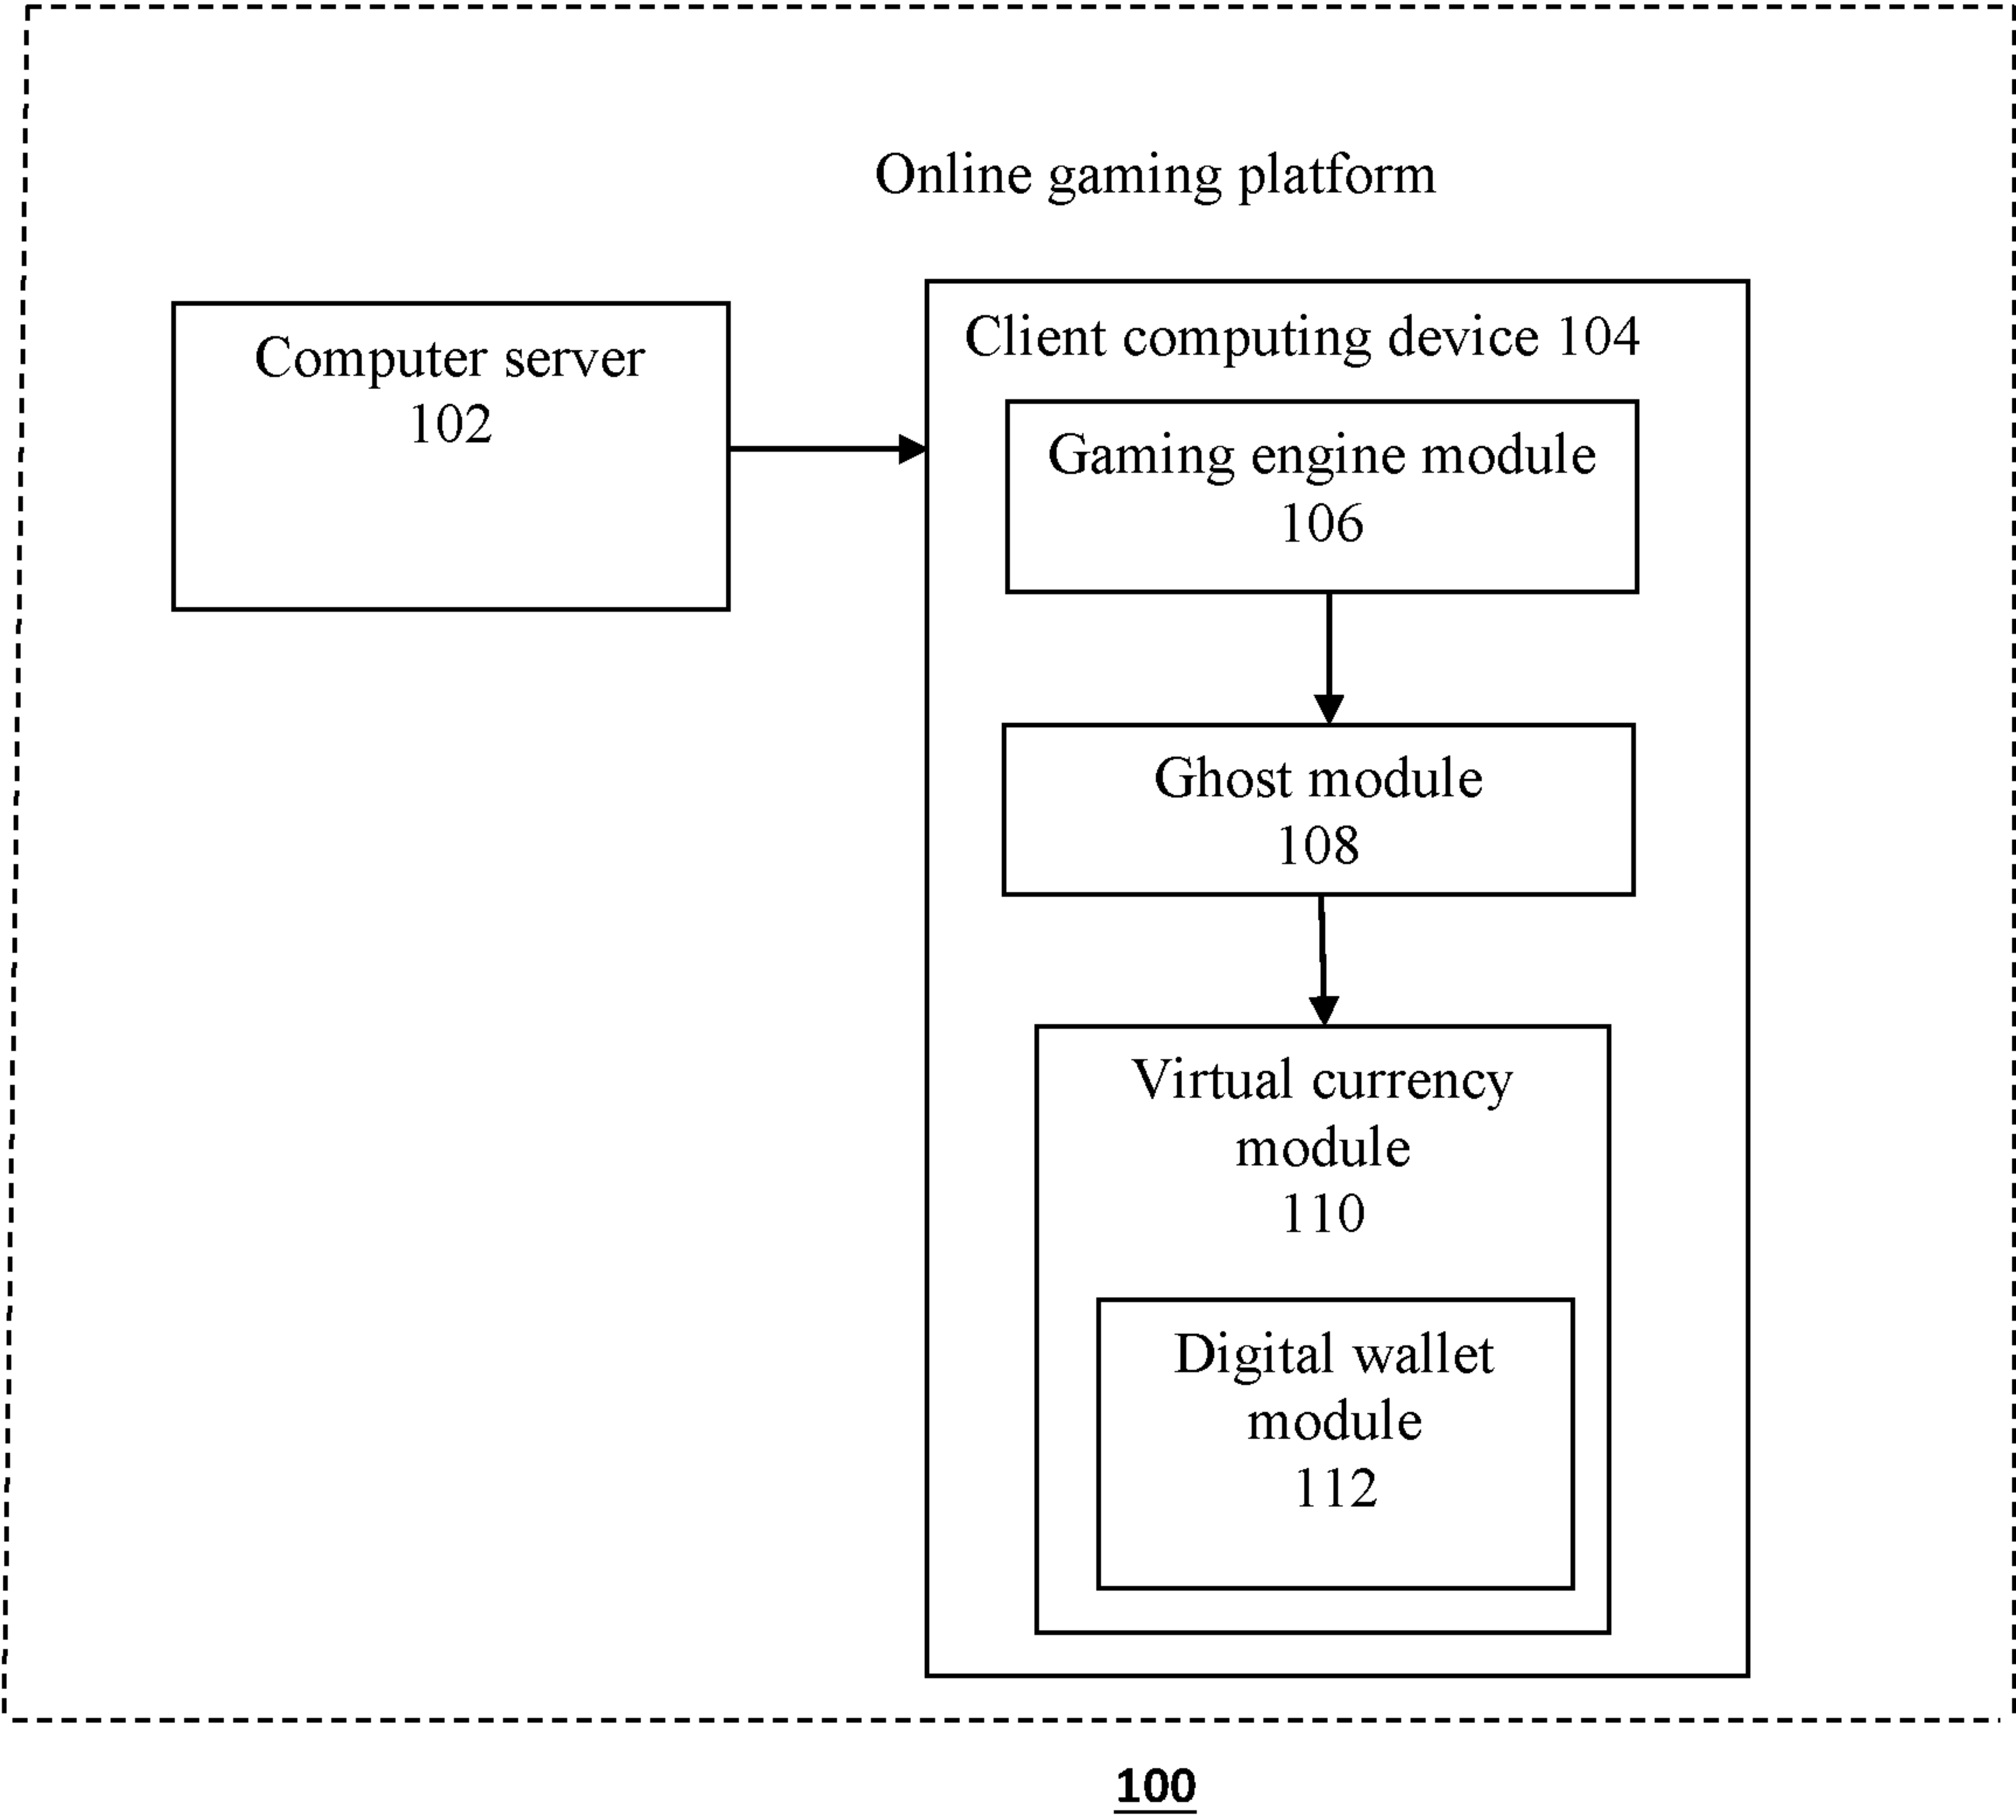 Online gaming platform
Computer server
102
Client computing device 104
Gaming engine module
106
Ghost module
108
Virtual currency
module
110
Digital wallet
module
112
100